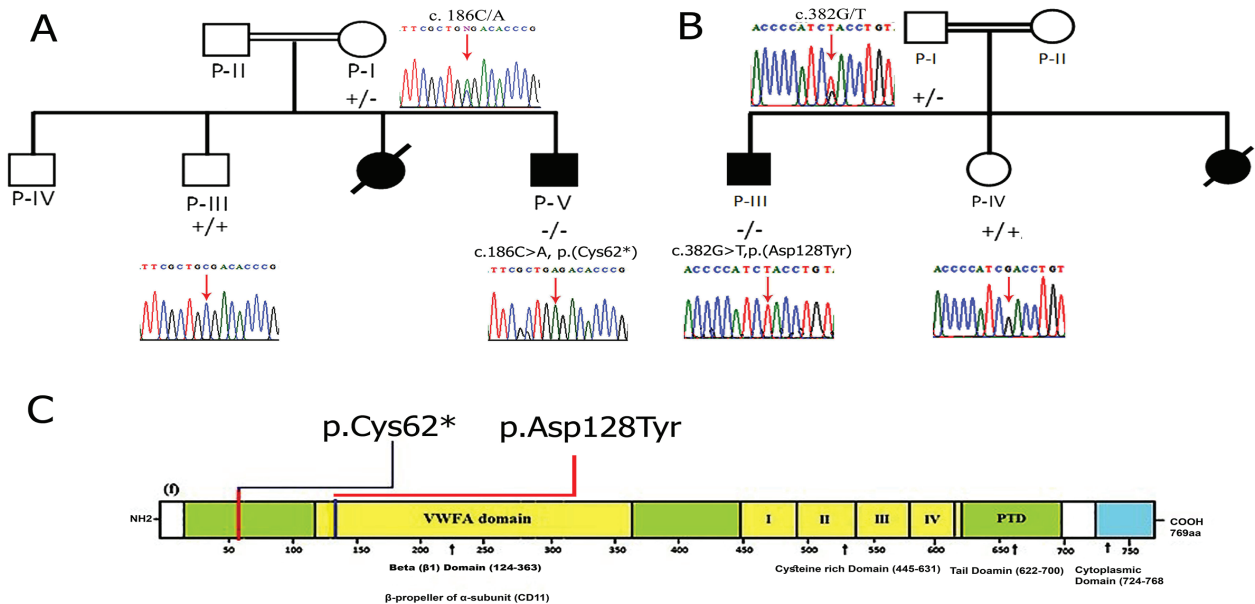 A
P-II
P-I
+/-
c. 186C/A
.TTCGCTGNGACACCCG
P-IV
P-III
+/+
P-V
-/-
c.186C>A, p.(Cys62*)
.TTCGCTGCGACACCCG
.TTCGCTGAGACACCCG
B
c.382G/T
ACCCCATCTACCTGT
P-I
P-II
+/-
P-III
-/-
c.382G>T,p.(Asp128Tyr)
ACCCCATCTACCTGT.
P-IV
+/+.
ACCCCATCGACCTGT
C
p.Cys62*
p.Asp128Tyr
(f)
NH2
VWFA domain
I
II
III
IV
PTD
COOH
769aa
50
100
150
200
250
300
350
400
450
500
550
600
650
700
750
Beta (β1) Domain (124-363)
Cysteine rich Domain (445-631)
Tail Doamin (622-700)
Cytoplasmic
Domain (724-768
β-propeller of α-subunit (CD11)